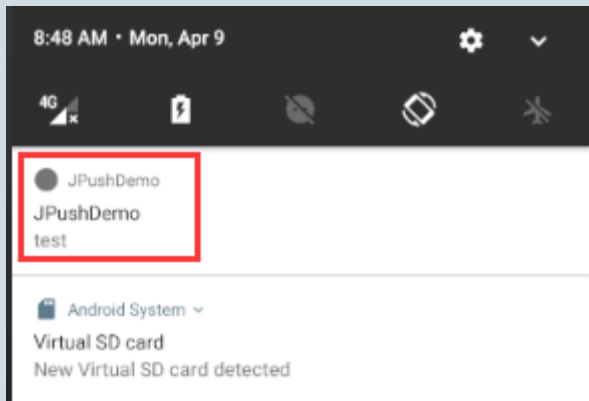 8:48 AM • Mon, Apr 9
4G
JPushDemo
JPushDemo
test
Android System
Virtual SD card
New Virtual SD card detected